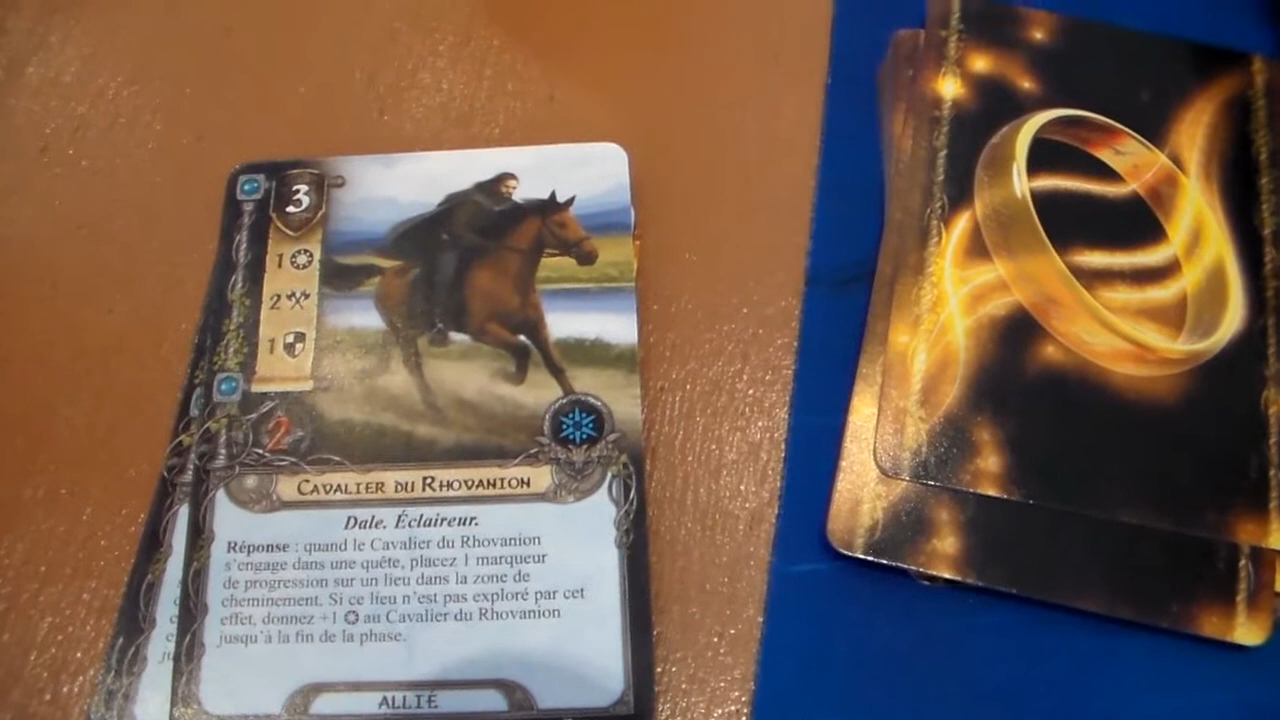 3
1
2
1
2
CAVALIER DU RHOVANION
Dale. Éclaireur.
Réponse : quand le Cavalier du Rhovanion
s'engage dans une quête, placez 1 marqueur
de progression sur un lieu dans la zone de
cheminement. Si ce lieu n'est pas exploré par cet
effet, donnez +1 au Cavalier du Rhovanion
jusqu'à la fin de la phase.
ALLIÉ